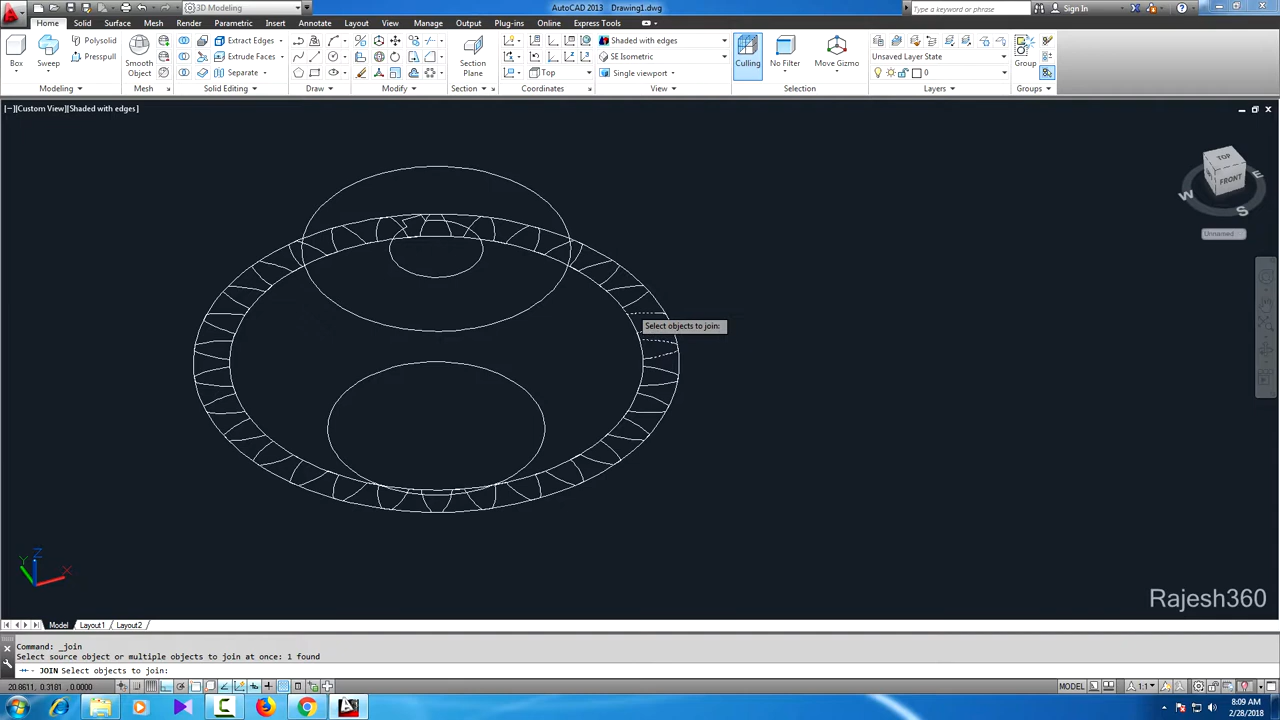 3D Modeling
AutoCAD 2013 Drawing1.dwg
Type a keyword or phrase
Sign In
Home Solid Surface Mesh Render Parametric Insert Annotate Layout View Manage Output Plug-ins Online Express Tools
Box
Sweep
Polysolid
Presspull
Smooth
Object
Extract Edges
Extrude Faces
Separate
Section
Plane
Top
Shaded with edges
SE Isometric
Single viewport
Culling
No Filter
Move Gizmo
Unsaved Layer State
0
Group
Modeling
Mesh
Solid Editing
Draw
Modify
Section
Coordinates
View
Selection
Layers
Groups
[−][Custom View][Shaded with edges]
TOP
FRONT
W
E
S
Unnamed
Select objects to join:
Z
Y
X
Rajesh360
Model Layout1 Layout2
Command: _join
Select source object or multiple objects to join at once: 1 found
JOIN Select objects to join:
20.8611, 0.3181 , 0.0000
MODEL
1:1
8:09 AM
2/28/2018